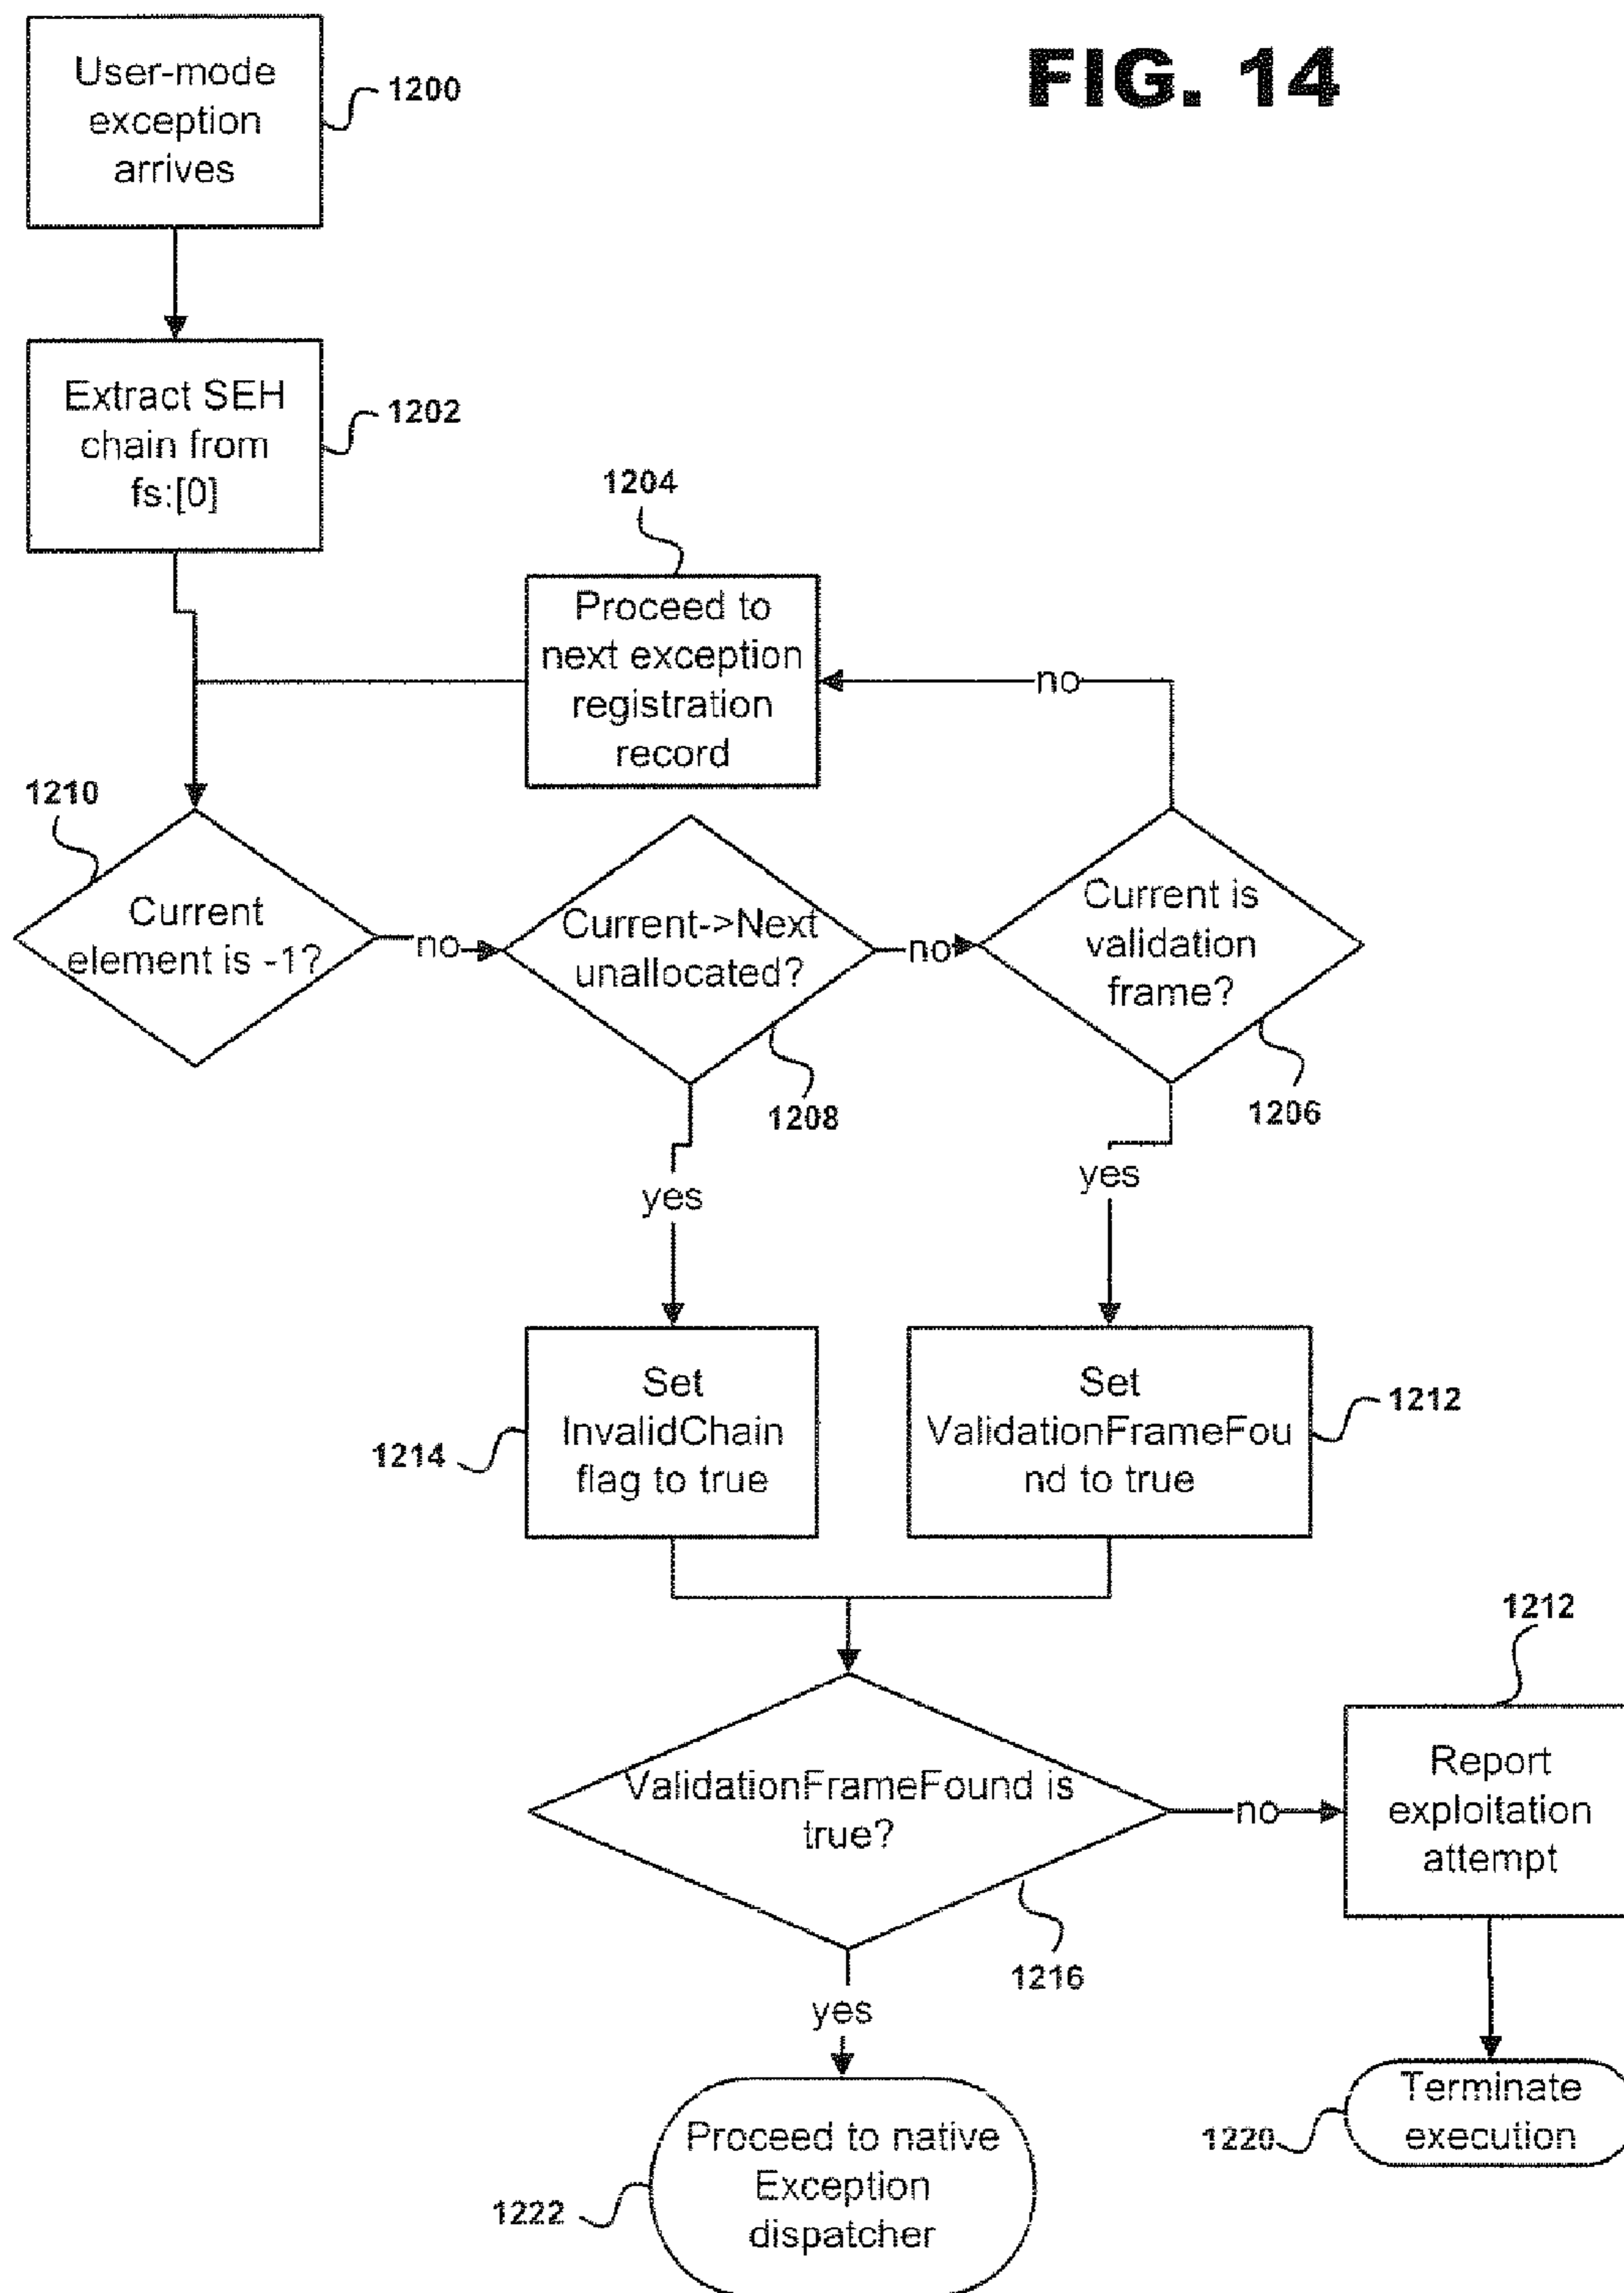 FIG. 14
User-mode
exception
arrives
1200
Extract SEH
chain from
fs:[0]
1202
1204
Proceed to
next exception
registration
record
no
1210
Current
element is -1?
no
Current->Next
unallocated?
no
Current is
validation
frame?
1208
1206
yes
yes
Set
InvalidChain
flag to true
1214
Set
ValidationFrameFou
nd to true
1212
ValidationFrameFound is
true?
no
1212
Report
exploitation
attempt
1216
yes
Terminate
execution
1220
Proceed to native
Exception
dispatcher
1222